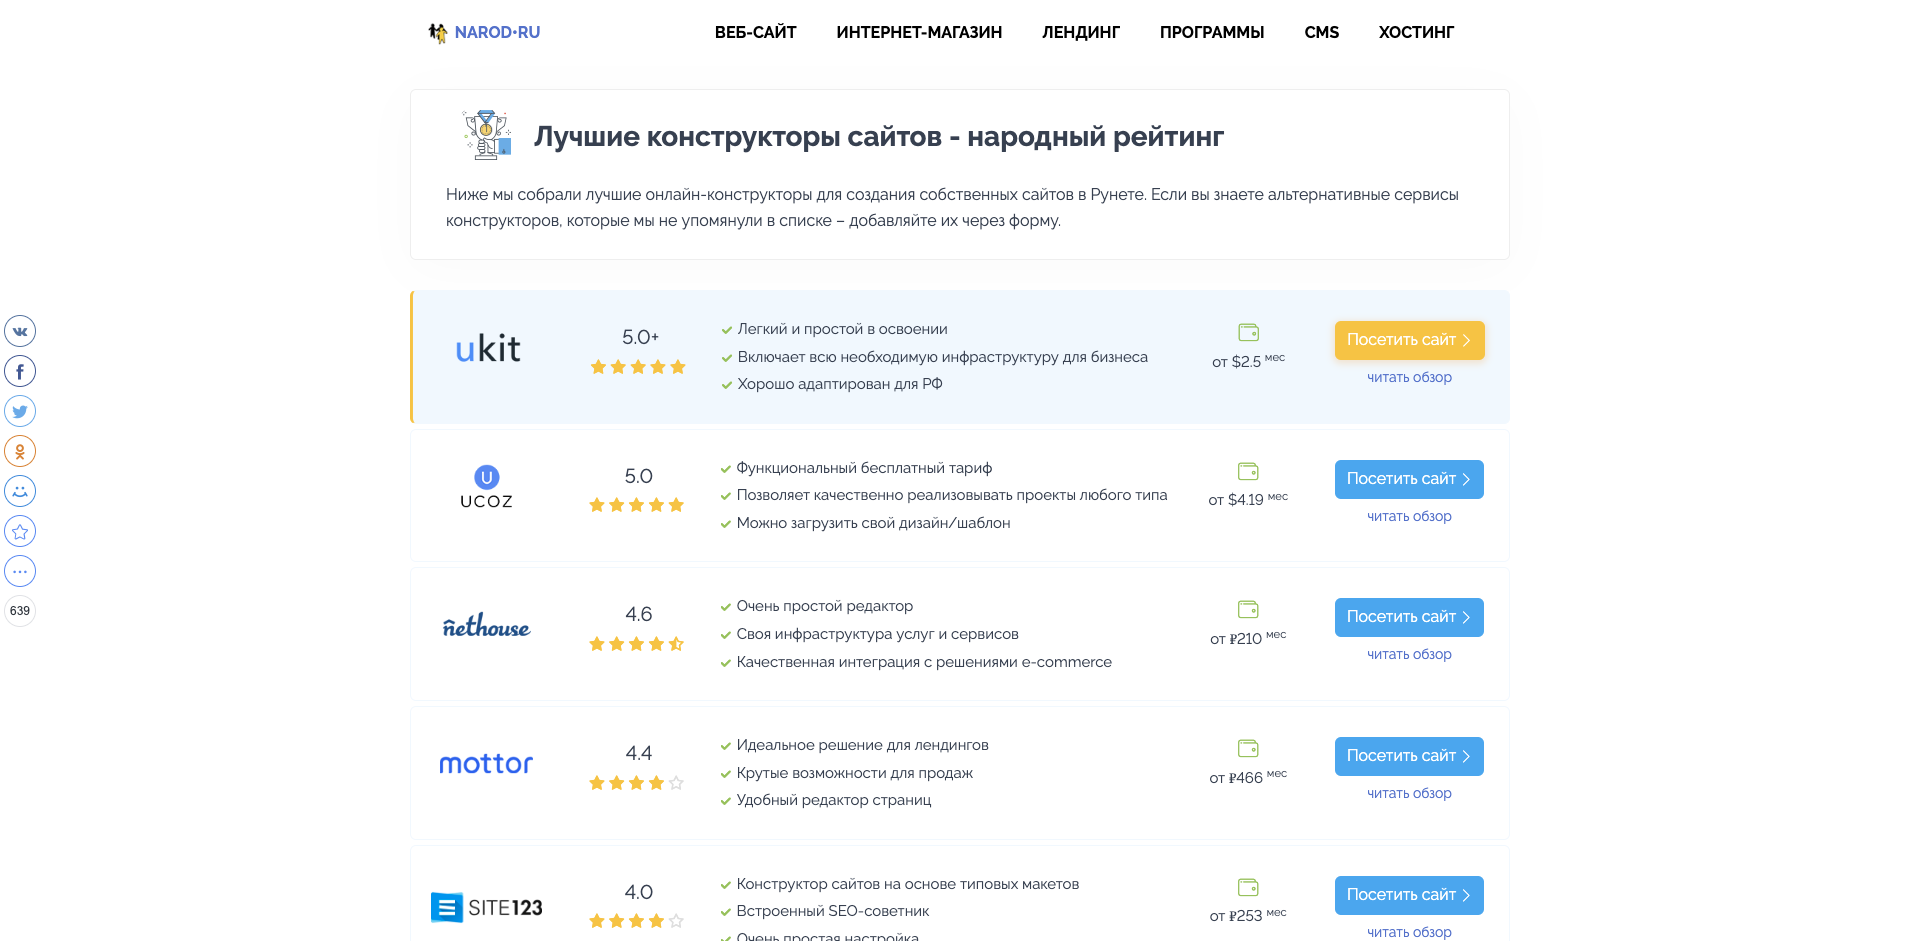 NAROD•RU
ВЕБ-САЙТ
ИНТЕРНЕТ-МАГАЗИН
ЛЕНДИНГ
ПРОГРАММЫ
CMS
ХОСТИНГ
Лучшие конструкторы сайтов - народный рейтинг
Ниже мы собрали лучшие онлайн-конструкторы для создания собственных сайтов в Рунете. Если вы знаете альтернативные сервисы
конструкторов, которые мы не упомянули в списке – добавляйте их через форму.
ukit
5.0+
Легкий и простой в освоении
Включает всю необходимую инфраструктуру для бизнеса
Хорошо адаптирован для РФ
от $2.5 мес
Посетить сайт
читать обзор
U
UCOZ
5.0
Функциональный бесплатный тариф
Позволяет качественно реализовывать проекты любого типа
Можно загрузить свой дизайн/шаблон
от $4.19 мес
Посетить сайт
читать обзор
nethouse
4.6
Очень простой редактор
Своя инфраструктура услуг и сервисов
Качественная интеграция с решениями e-commerce
от ₽210 мес
Посетить сайт
читать обзор
mottor
4.4
Идеальное решение для лендингов
Крутые возможности для продаж
Удобный редактор страниц
от ₽466 мес
Посетить сайт
читать обзор
SITE123
4.0
Конструктор сайтов на основе типовых макетов
Встроенный SEO-советник
Очень простая настройка
от ₽253 мес
Посетить сайт
читать обзор
639